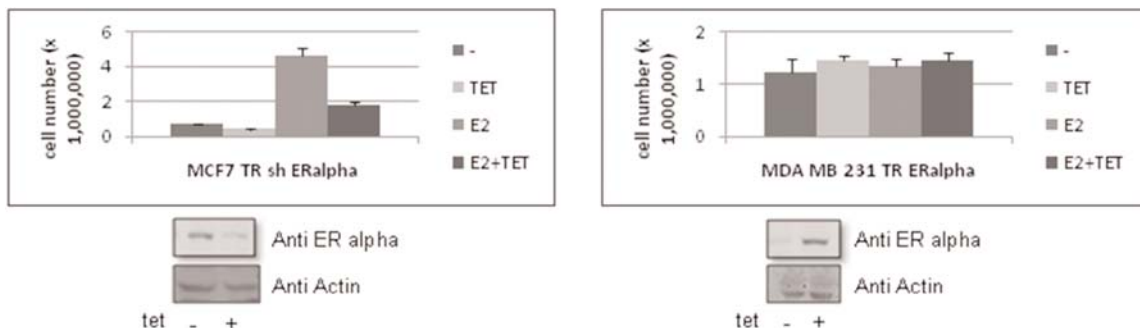 cell number (x
1,000,000)
6
4
2
0
MCF7 TR sh ERalpha
-
TET
E2
E2+TET
Anti ER alpha
Anti Actin
tet - +
cell number (x
1,000,000)
2
1
0
MDA MB 231 TR ERalpha
-
TET
E2
E2+TET
Anti ER alpha
Anti Actin
tet - +